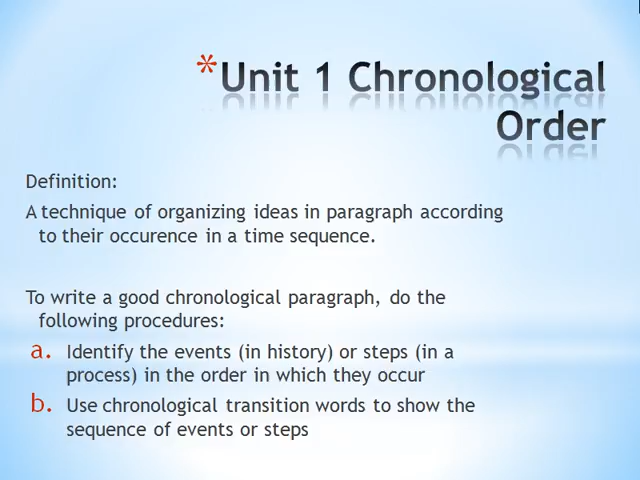 * Unit 1 Chronological
Order
Definition:
A technique of organizing ideas in paragraph according
to their occurence in a time sequence.
To write a good chronological paragraph, do the
following procedures:
a. Identify the events (in history) or steps (in a
process) in the order in which they occur
b. Use chronological transition words to show the
sequence of events or steps